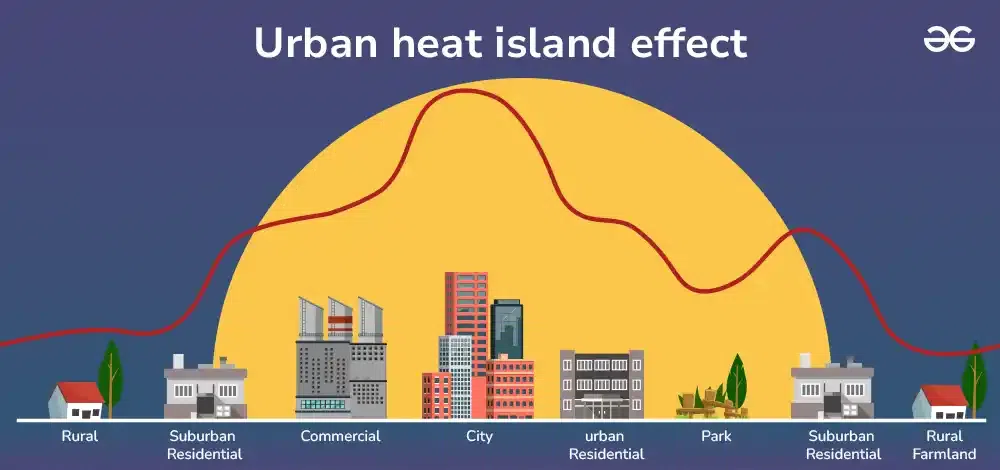 Urban heat island effect
Rural
Suburban
Residential
Commercial
City
urban
Residential
Park
Suburban
Residential
Rural
Farmland